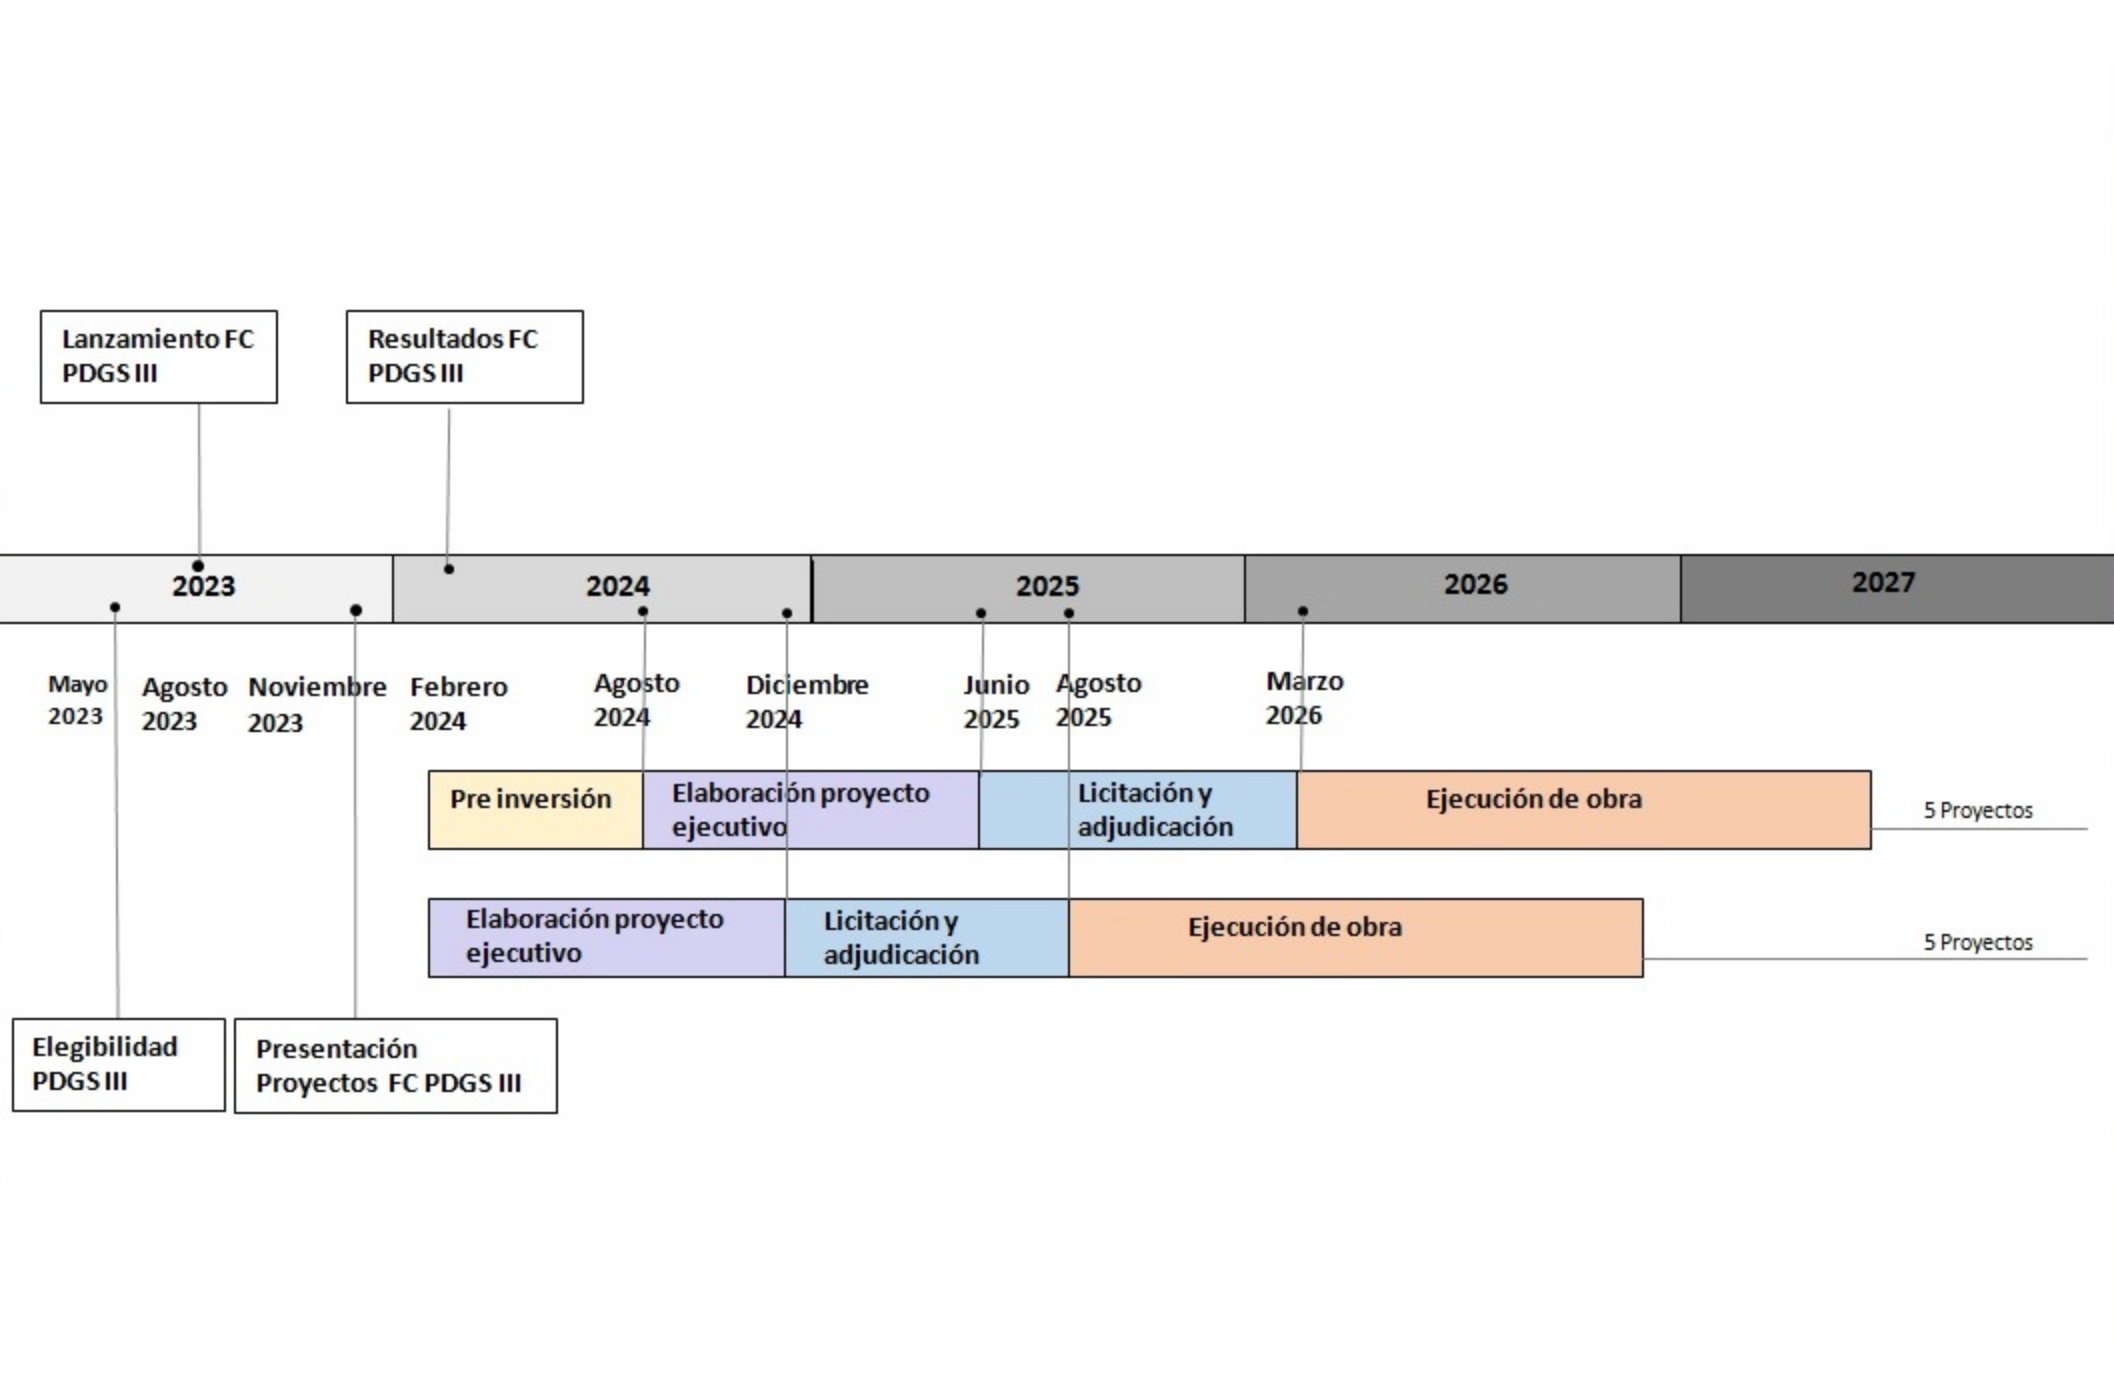 Lanzamiento FC
PDGS III
Resultados FC
PDGS III
2023
2024
2025
2026
2027
Mayo
2023
Agosto
2023
Noviembre
2023
Febrero
2024
Agosto
2024
Diciembre
2024
Junio
2025
Agosto
2025
Marzo
2026
Pre inversión
Elaboración proyecto
ejecutivo
Licitación y
adjudicación
Ejecución de obra
5 Proyectos
Elaboración proyecto
ejecutivo
Licitación y
adjudicación
Ejecución de obra
5 Proyectos
Elegibilidad
PDGS III
Presentación
Proyectos FC PDGS III